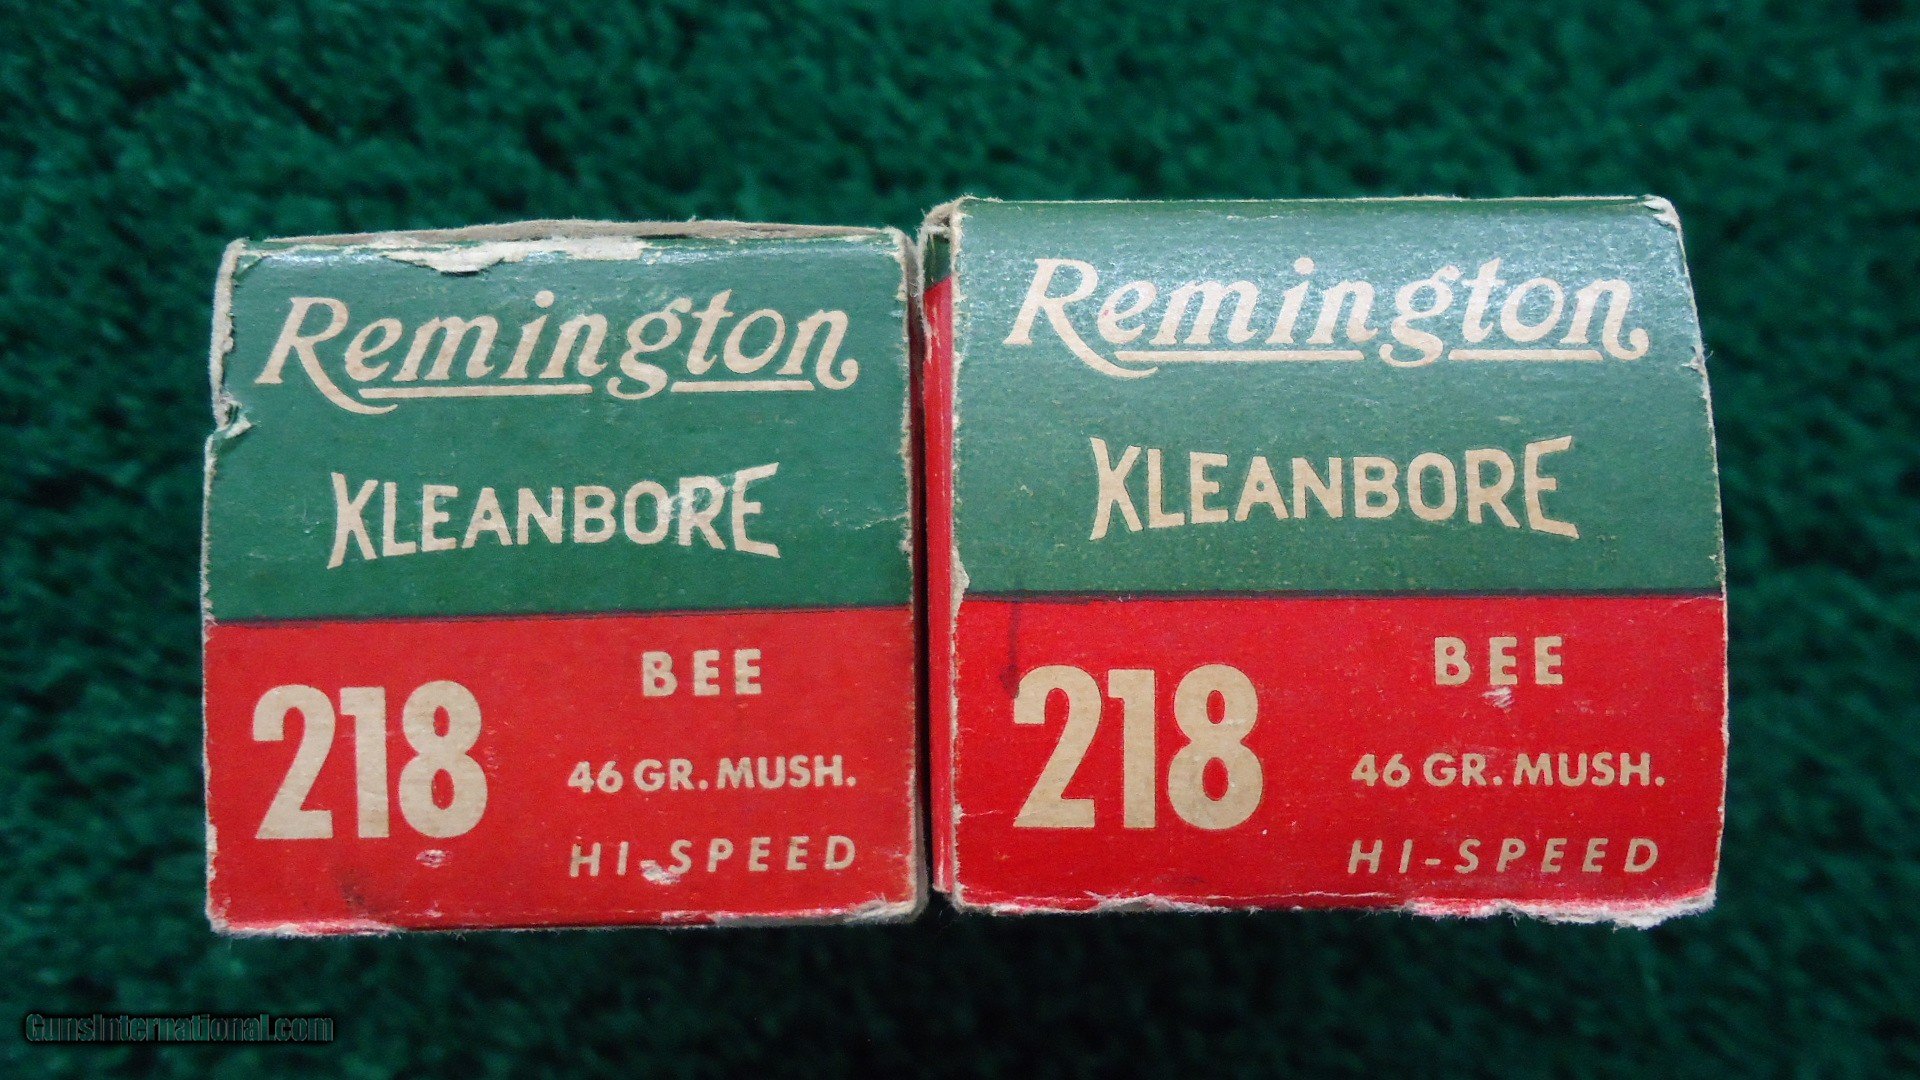 Remington
KLEANBORE
218
BEE
46 GR. MUSH.
HI-SPEED
Remington
KLEANBORE
218
BEE
46 GR. MUSH.
HI-SPEED
GunsInternational.com